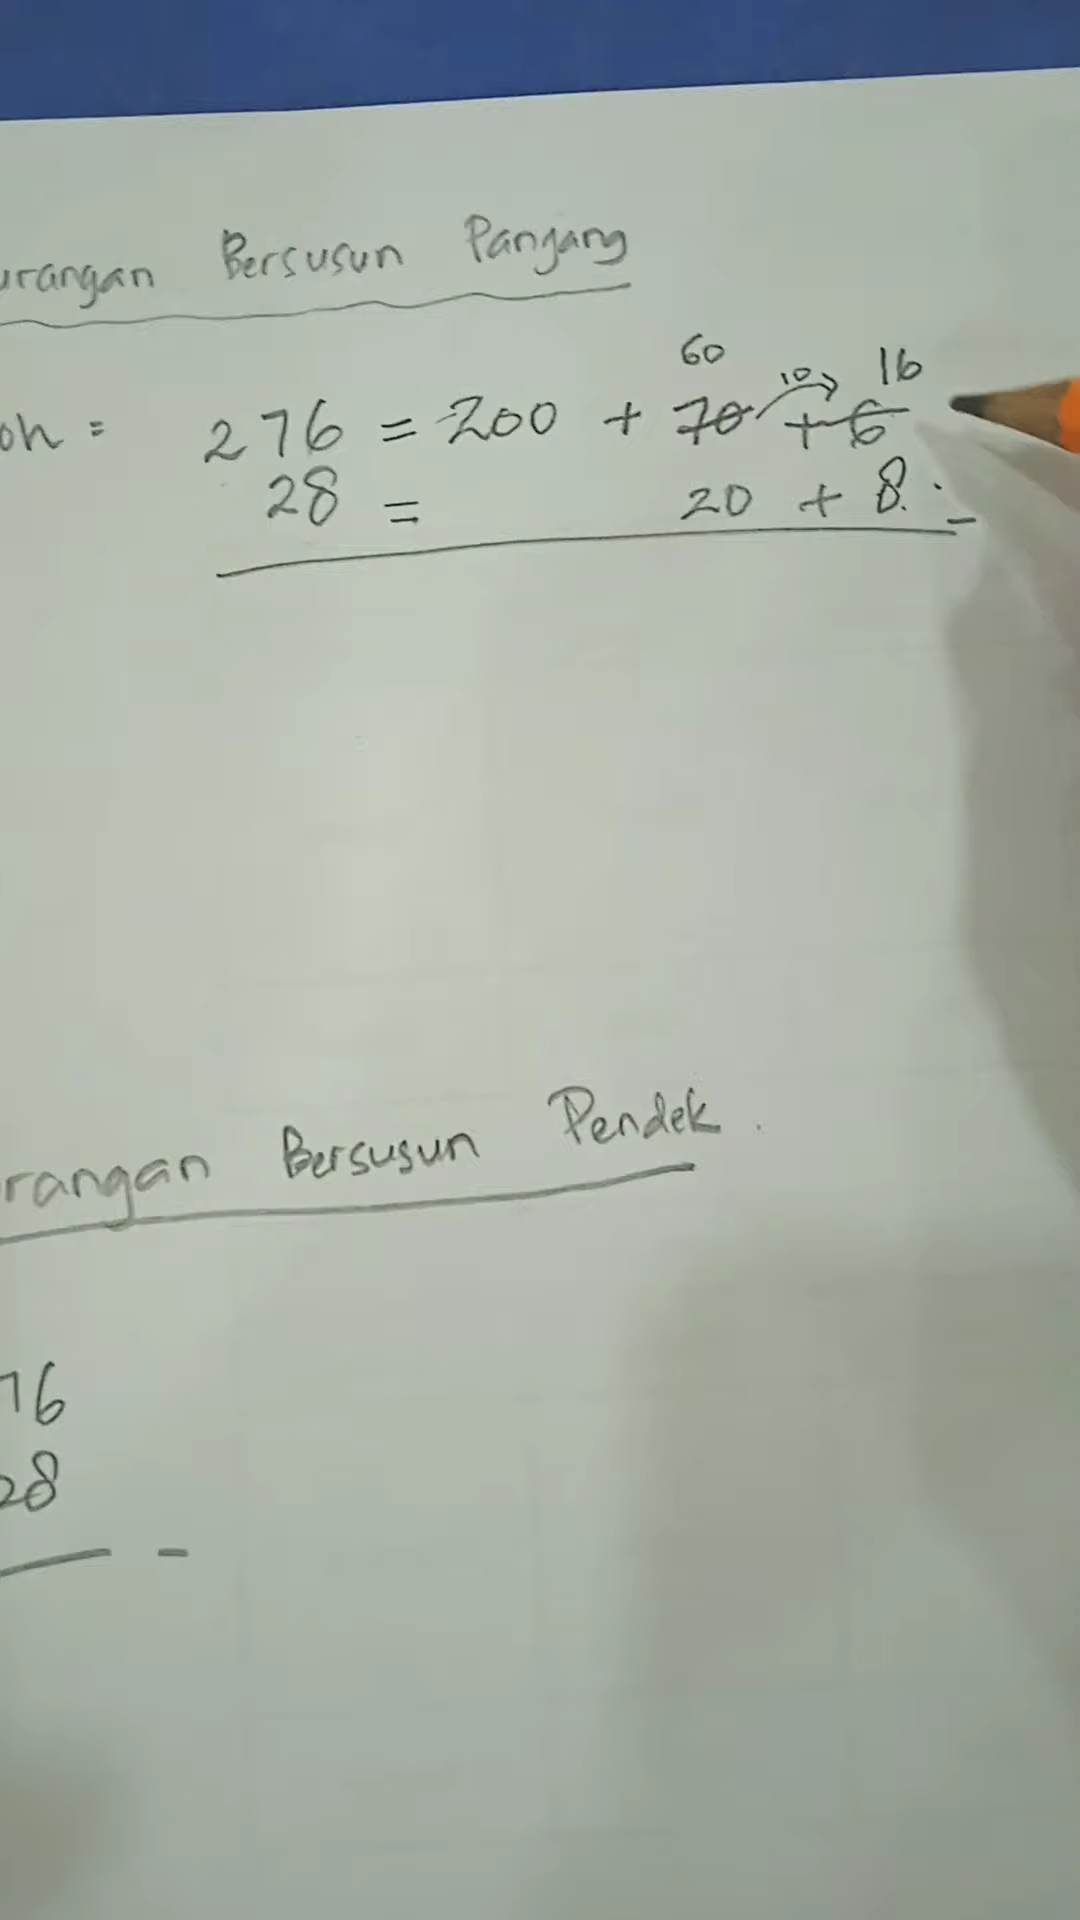 urangan Bersusun Panjang
60 10 16
oh = 276 = 200 + 70 + 6
28 = 20 + 8 -
rangan Bersusun Pendek.
76
28
-